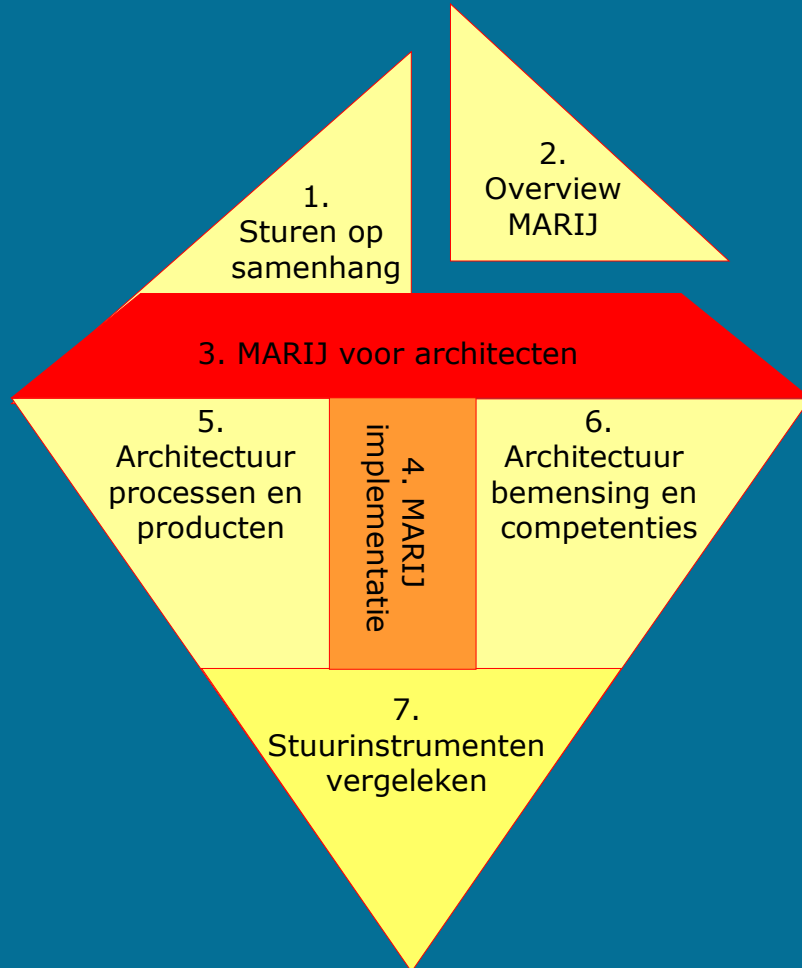 1.
Sturen op
samenhang
2.
Overview
MARIJ
3. MARIJ voor architecten
4. MARIJ
implementatie
5.
Architectuur
processen en
producten
6.
Architectuur
bemensing en
competenties
7.
Stuurinstrumenten
vergeleken